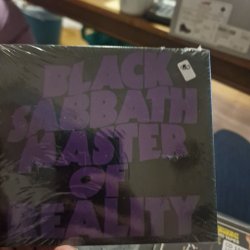 BLACK
SABBATH
MASTER
OF
REALITY